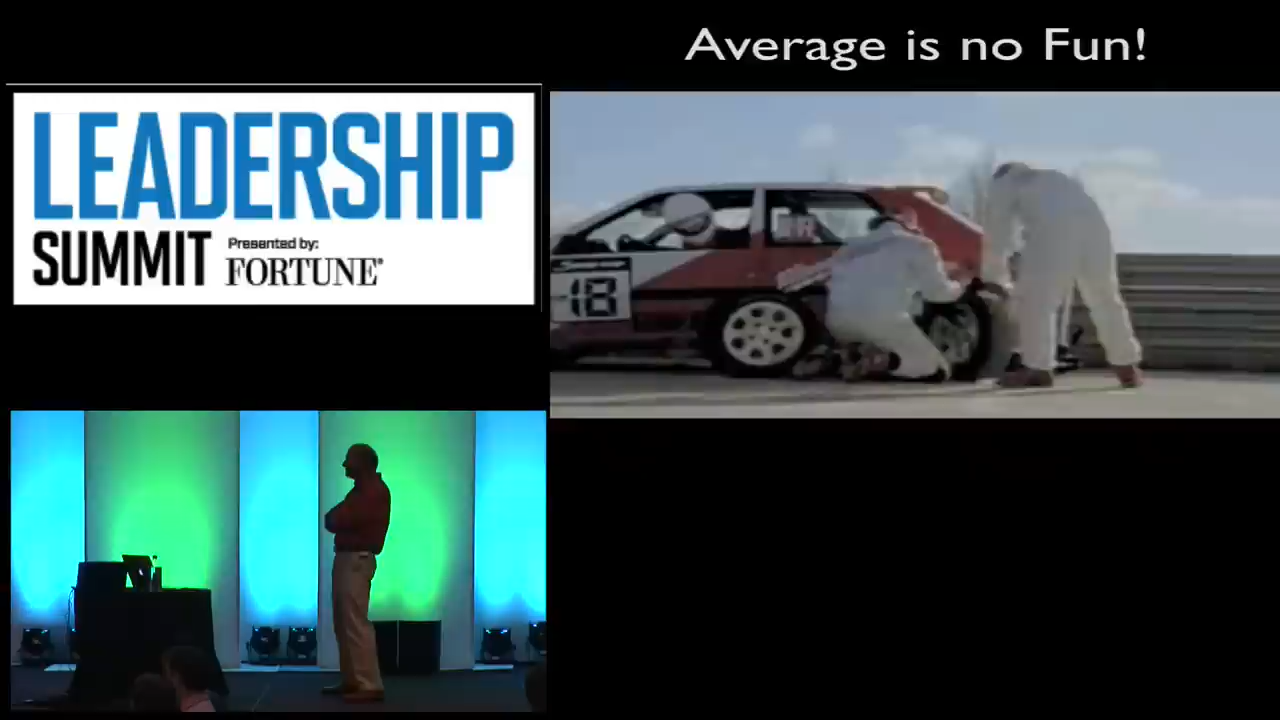 Average is no Fun!
LEADERSHIP
SUMMIT Presented by:
FORTUNE®
18